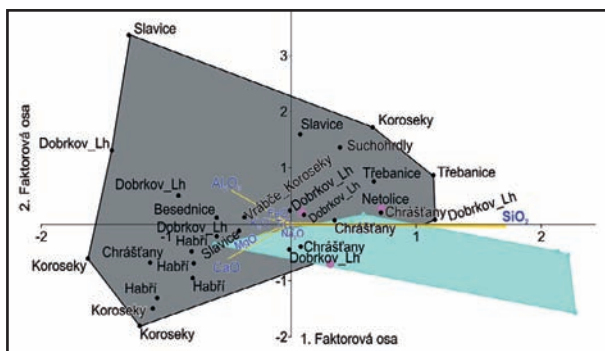 Slavice
3
2. Faktorová osa
2
Slavice
Koroseky
Suchohrdly
Dobrkov_Lh
1
Třebanice
Třebanice
Vrabče_Koroseky
Dobrkov_Lh
Al₂O₃
Dobrkov_Lh
Dobrkov_Lh
Netolice
Besednice
Chrášťany
Dobrkov_Lh
Dobrkov_Lh
SiO₂
-2
-1
1
2
Chrášťany
Habří
Slavice
MgO
Na₂O
Koroseky
Chrášťany
Habří
CaO
Chrášťany
Dobrkov_Lh
Habří
-1
Habří
Koroseky
Koroseky
-2
1. Faktorová osa